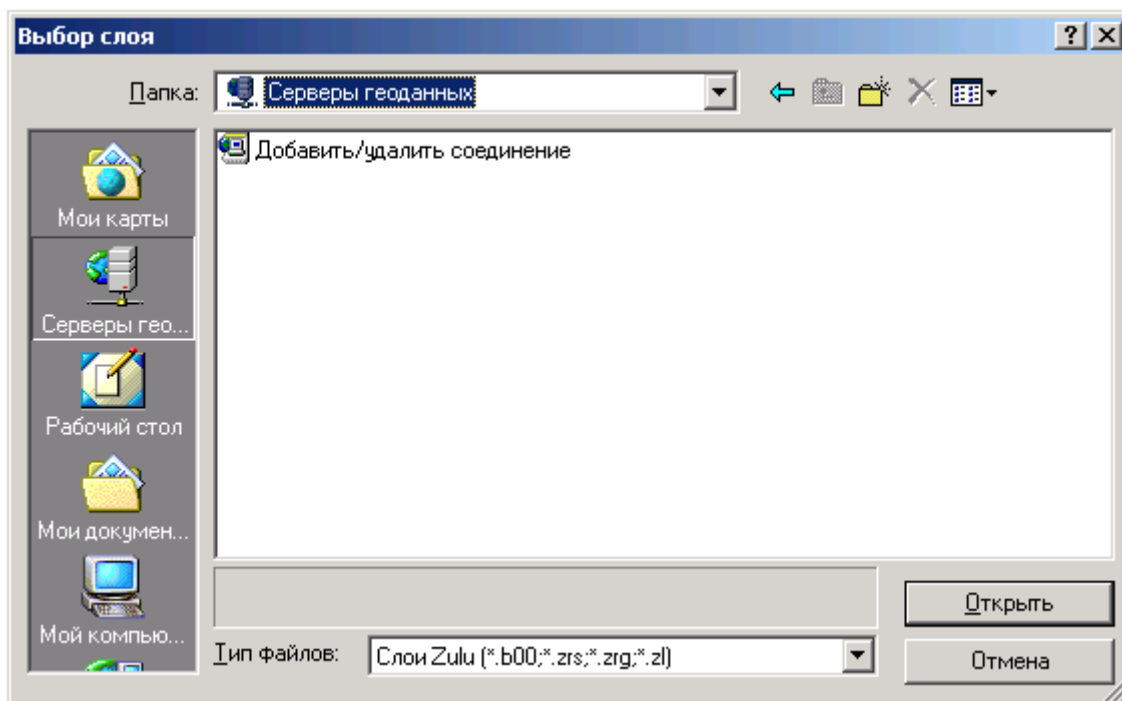 Выбор слоя
Папка:
Серверы геоданных
Добавить/удалить соединение
Мои карты
Серверы гео...
Рабочий стол
Мои докумен...
Мой компью...
Открыть
Тип файлов:
Слои Zulu (*.b00;*.zrs;*.zrg;*.zl)
Отмена